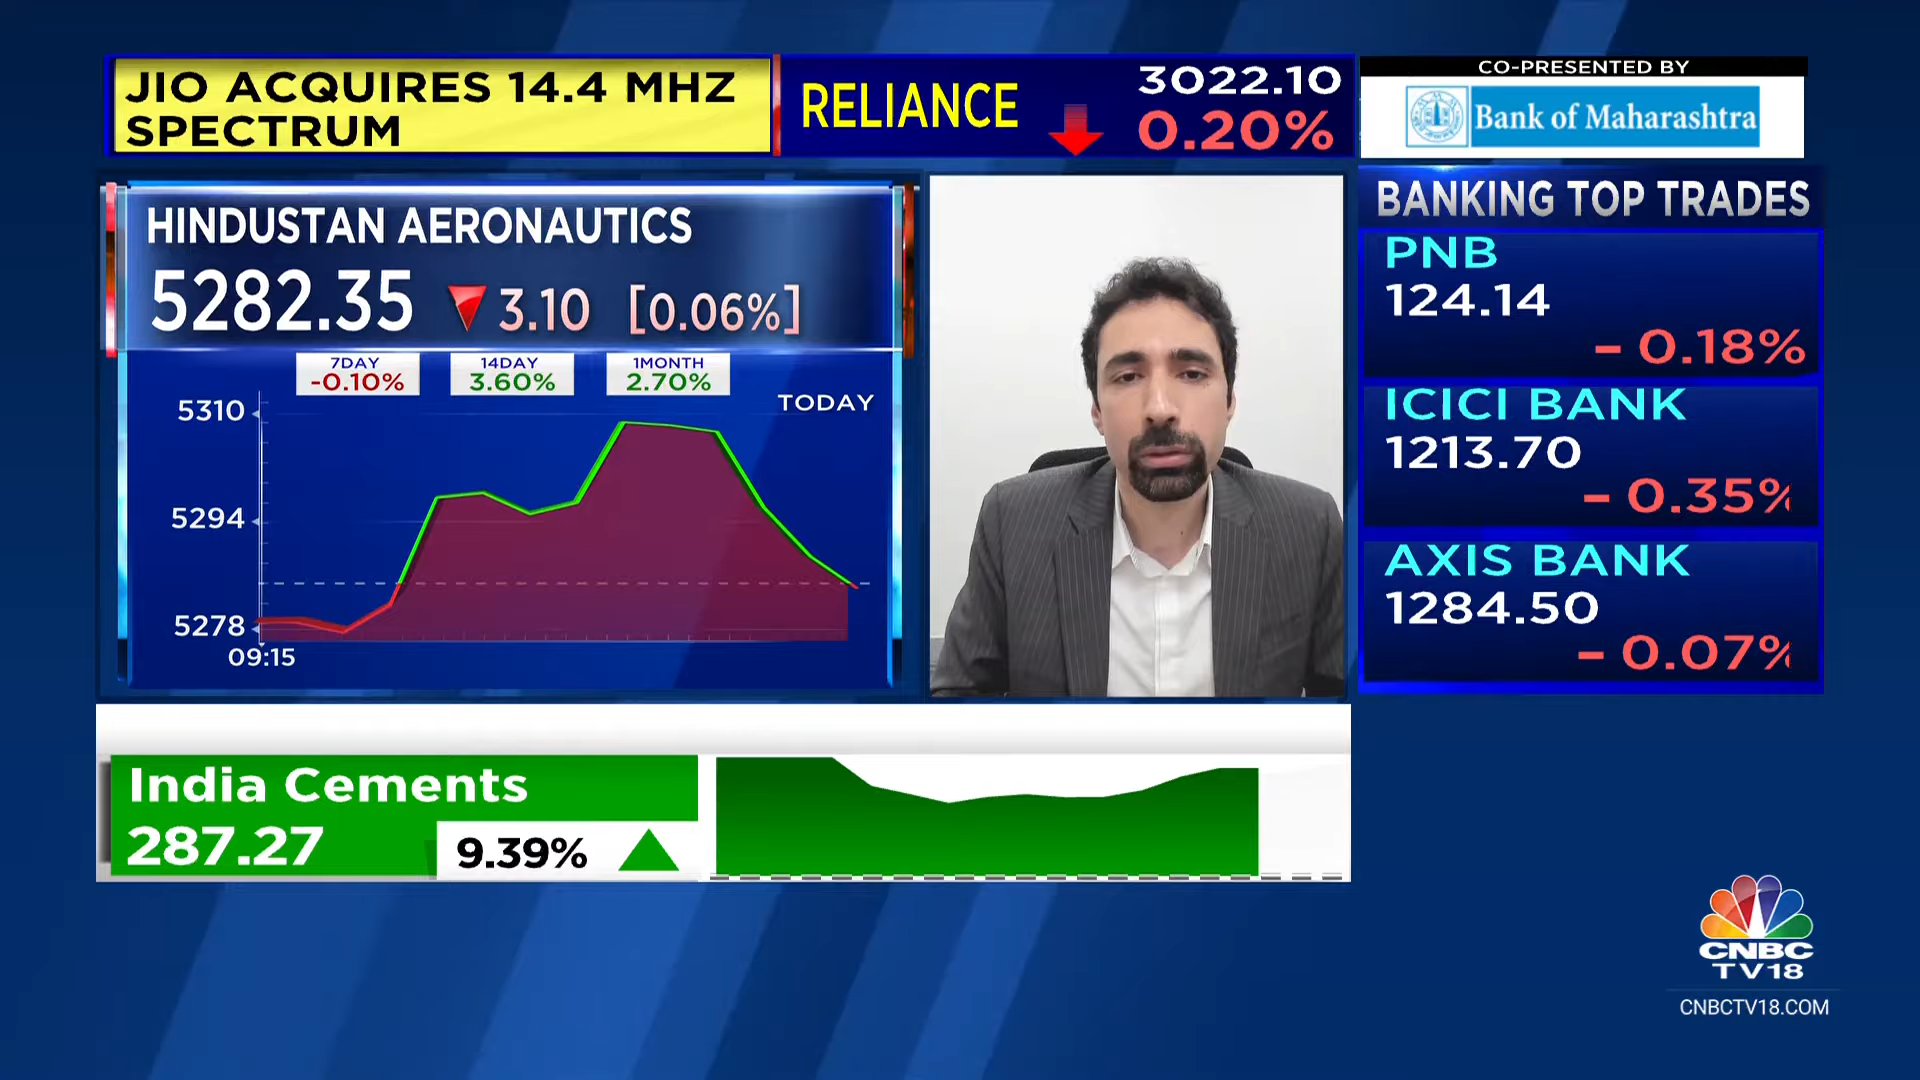 JIO ACQUIRES 14.4 MHZ
SPECTRUM
RELIANCE
3022.10
0.20%
CO-PRESENTED BY
Bank of Maharashtra
HINDUSTAN AERONAUTICS
5282.35 3.10 [0.06%]
7DAY
-0.10%
14DAY
3.60%
1MONTH
2.70%
TODAY
5310
5294
5278
09:15
BANKING TOP TRADES
PNB
124.14
- 0.18%
ICICI BANK
1213.70
- 0.35%
AXIS BANK
1284.50
- 0.07%
India Cements
287.27
9.39%
CNBC
TV18
CNBCTV18.COM